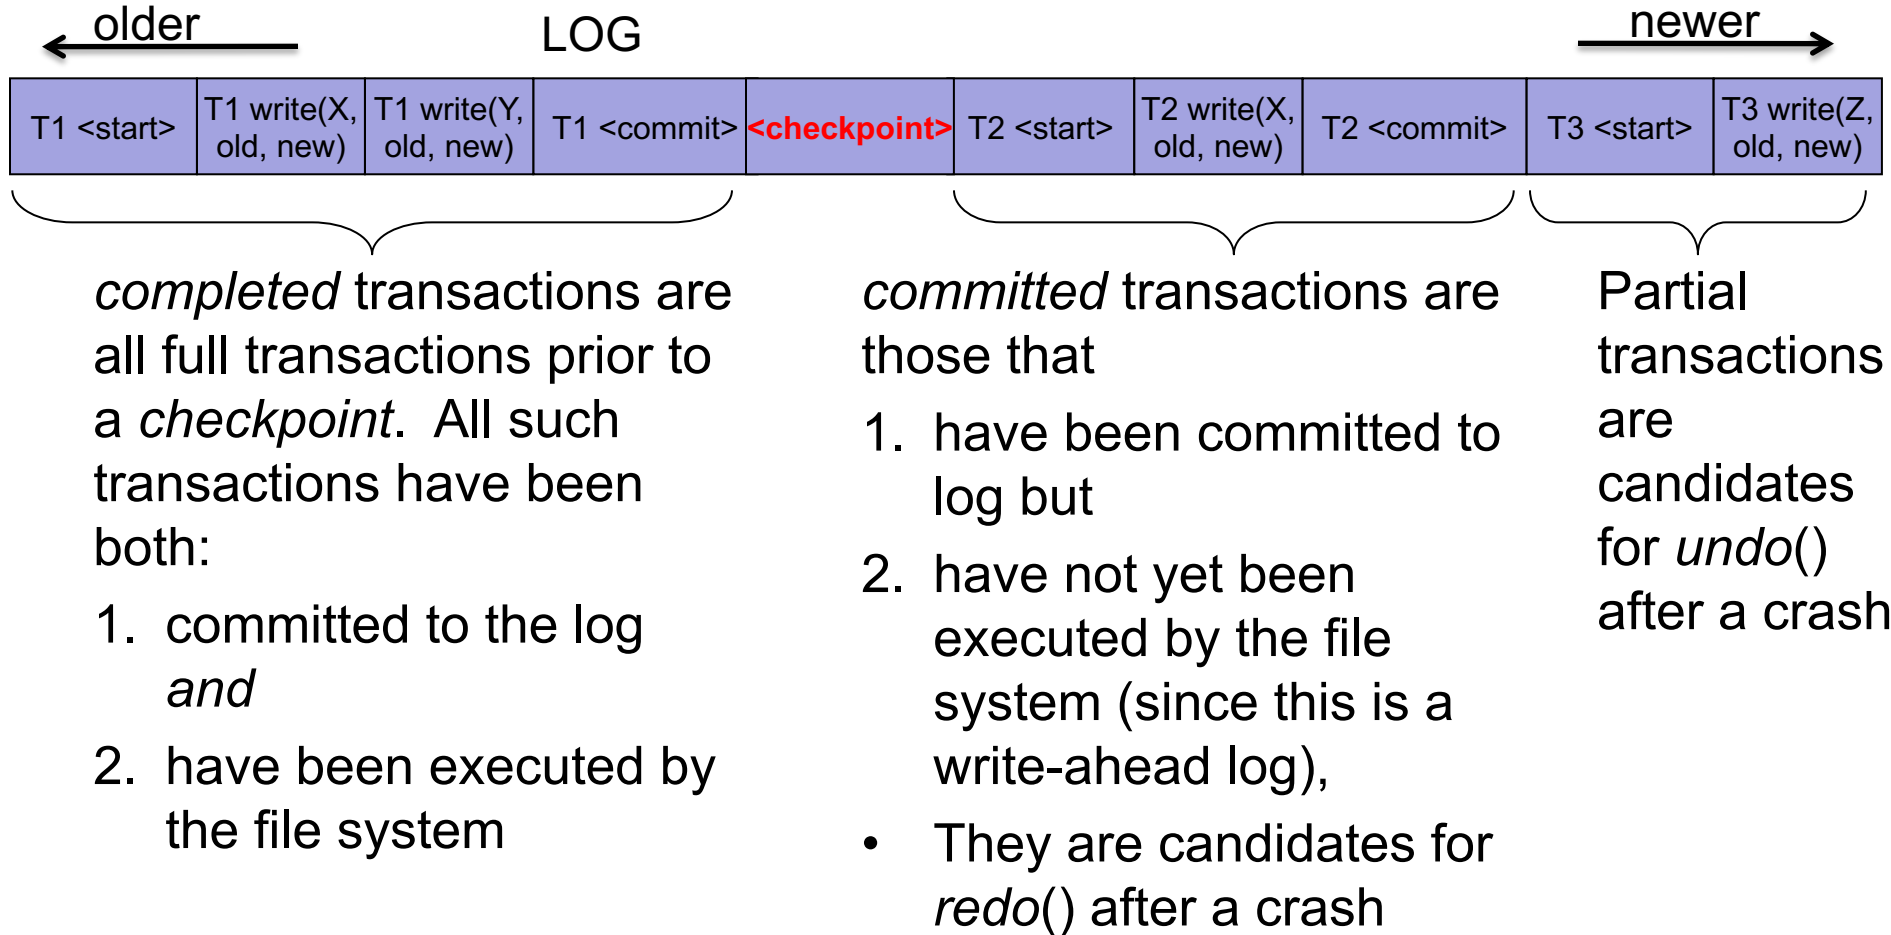 older
LOG
newer
T1 <start>
T1 write(X,
old, new)
T1 write(Y,
old, new)
T1 <commit>
<checkpoint>
T2 <start>
T2 write(X,
old, new)
T2 <commit>
T3 <start>
T3 write(Z,
old, new)
completed transactions are
all full transactions prior to
a checkpoint. All such
transactions have been
both:
1. committed to the log
and
2. have been executed by
the file system
committed transactions are
those that
1. have been committed to
log but
2. have not yet been
executed by the file
system (since this is a
write-ahead log),
• They are candidates for
redo() after a crash
Partial
transactions
are
candidates
for undo()
after a crash